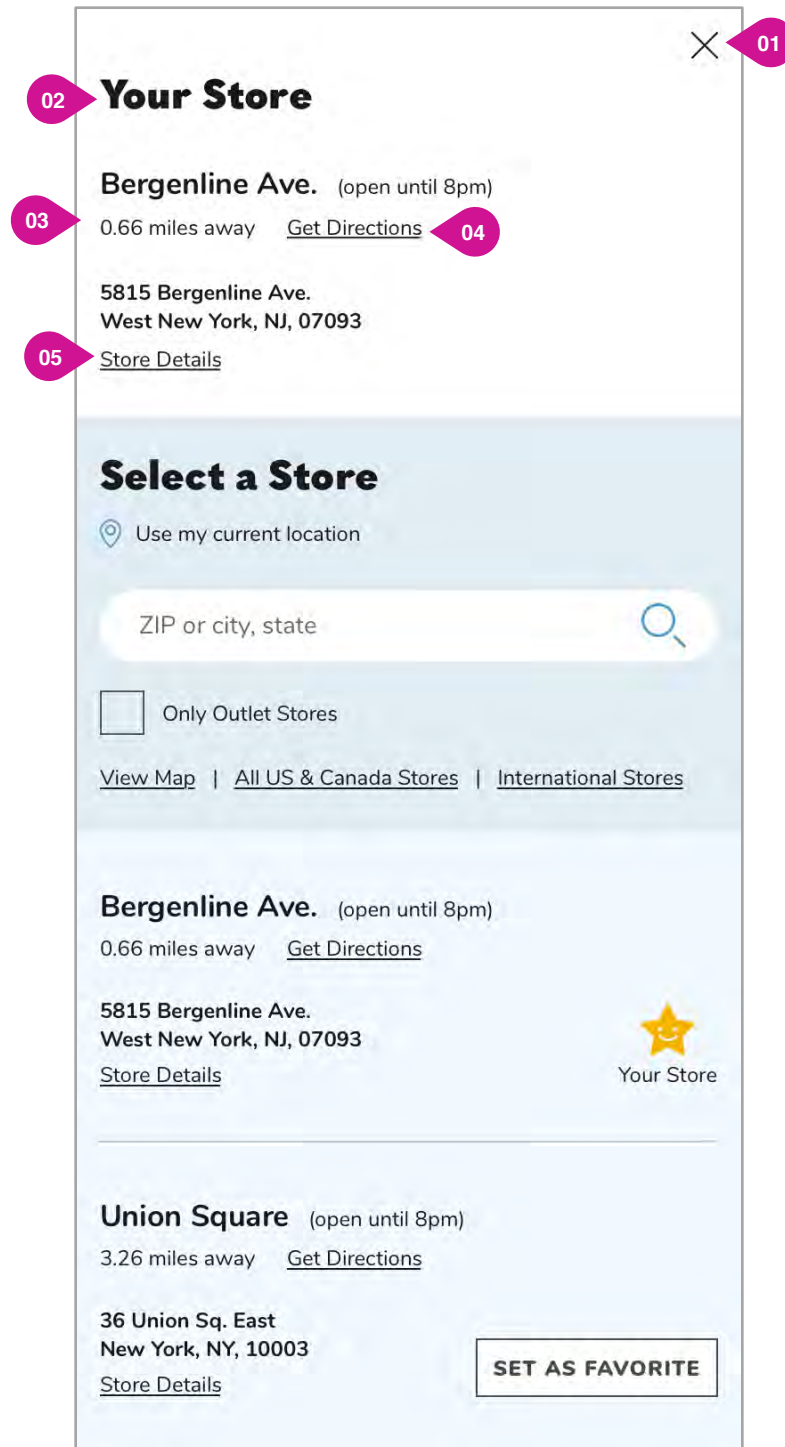 01
02 Your Store
Bergenline Ave. (open until 8pm)
03 0.66 miles away Get Directions 04
5815 Bergenline Ave.
West New York, NJ, 07093
05 Store Details
Select a Store
Use my current location
ZIP or city, state
Only Outlet Stores
View Map | All US & Canada Stores | International Stores
Bergenline Ave. (open until 8pm)
0.66 miles away Get Directions
5815 Bergenline Ave.
West New York, NJ, 07093
Store Details Your Store
Union Square (open until 8pm)
3.26 miles away Get Directions
36 Union Sq. East
New York, NY, 10003
SET AS FAVORITE
Store Details